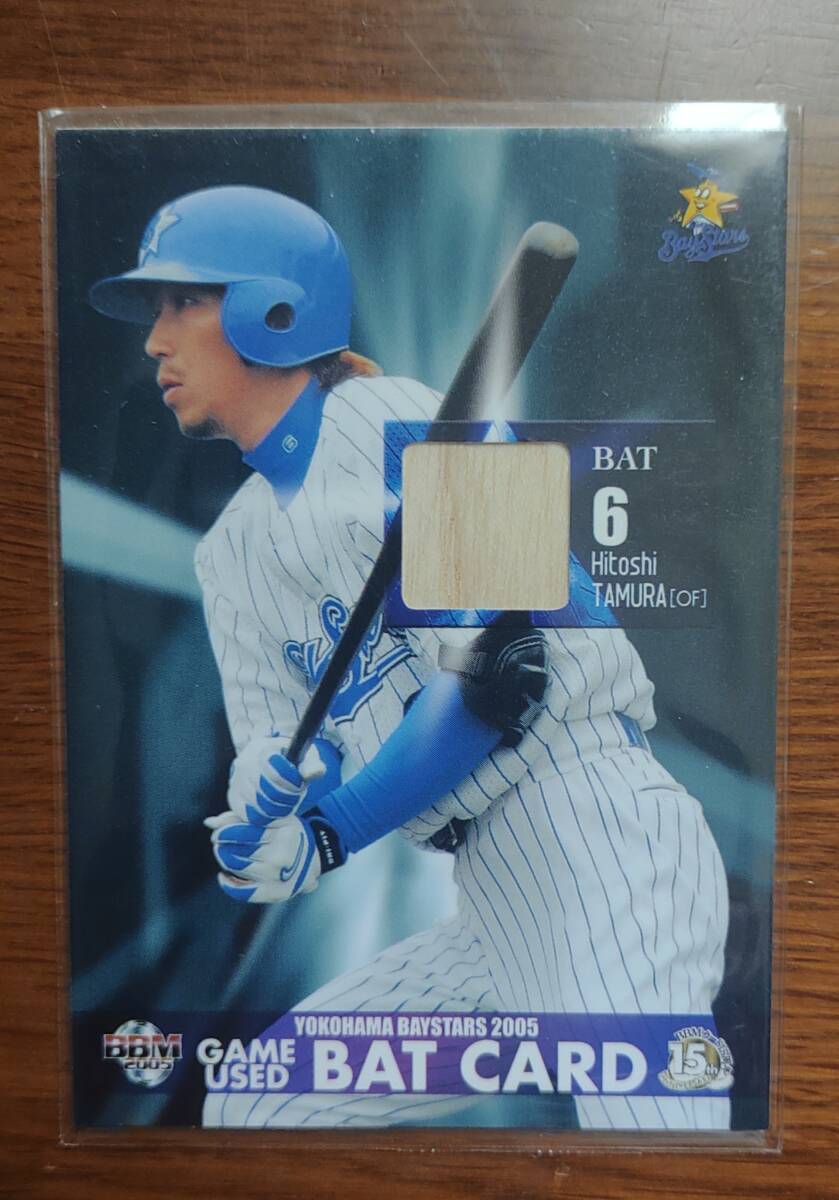 BayStars
BAT
6
Hitoshi
TAMURA[OF]
YOKOHAMA BAYSTARS 2005
BBM
2005
GAME
USED
BAT CARD
15th